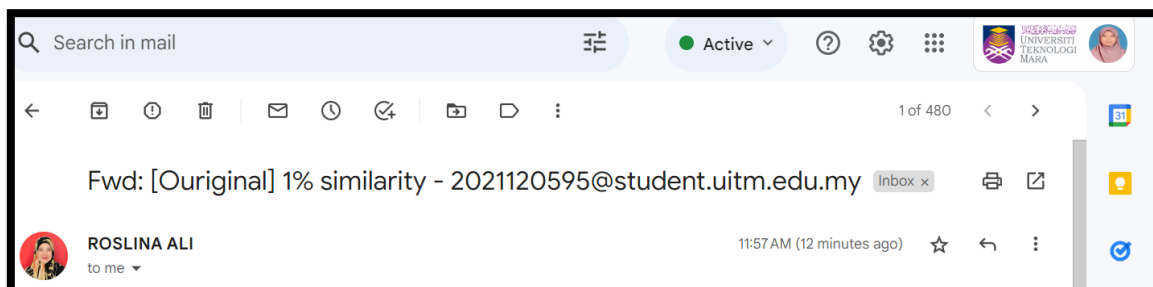 Search in mail
Active
UNIVERSITI
TEKNOLOGI
MARA
1 of 480
31
Fwd: [Ouriginal] 1% similarity - 2021120595@student.uitm.edu.my Inbox x
ROSLINA ALI
11:57 AM (12 minutes ago)
to me